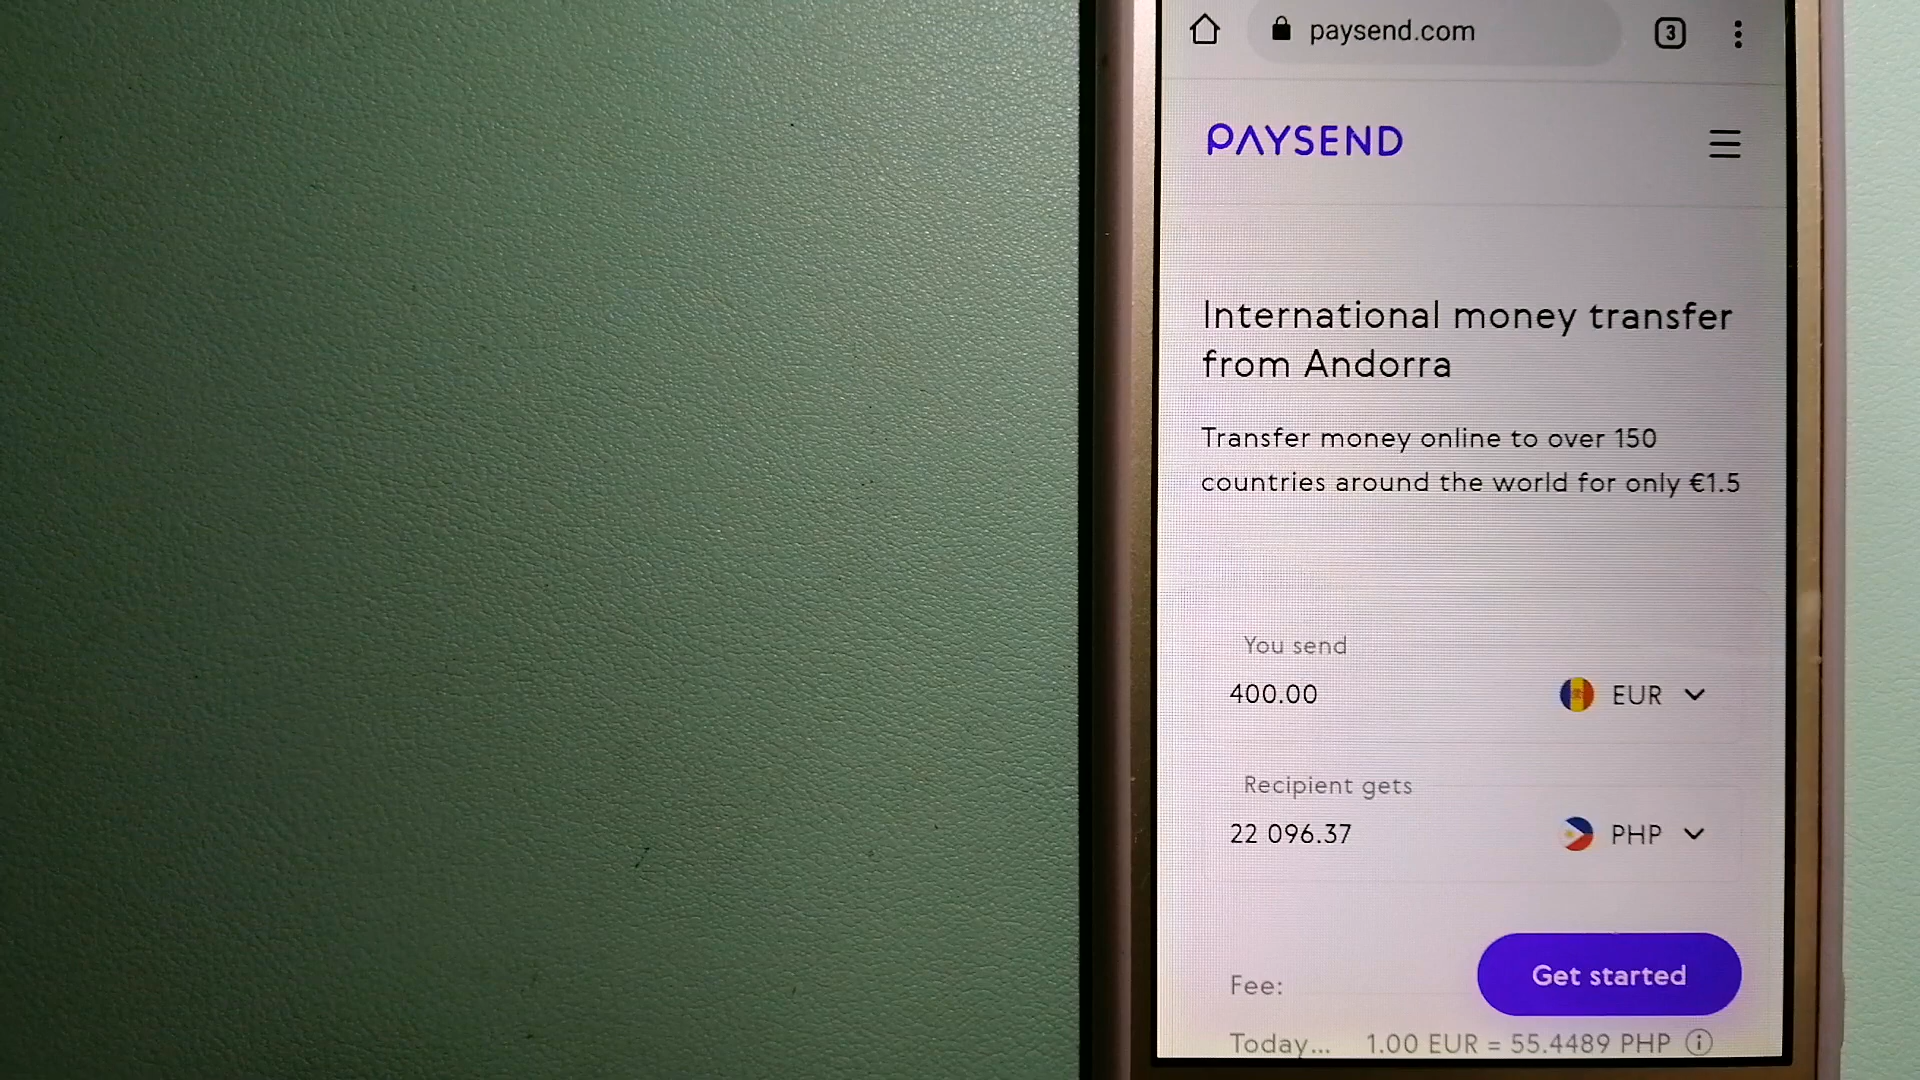 paysend.com
3
PAYSEND
International money transfer
from Andorra
Transfer money online to over 150
countries around the world for only €1.5
You send
400.00 EUR
Recipient gets
22 096.37 PHP
Get started
Fee:
Today... 1.00 EUR = 55.4489 PHP